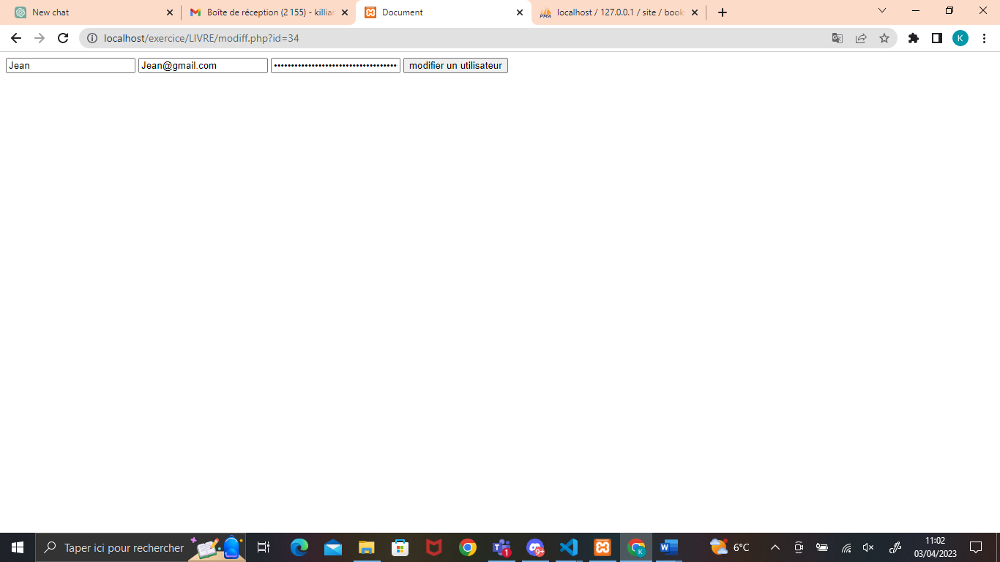 New chat
Boîte de réception (2 155) - killiar
Document
PMA
localhost / 127.0.0.1 / site / book
localhost/exercice/LIVRE/modiff.php?id=34
K
Jean
Jean@gmail.com
•••••••••••••••••••••••••••••••••••
modifier un utilisateur
Taper ici pour rechercher
1
9+
K
W
6°C
11:02
03/04/2023